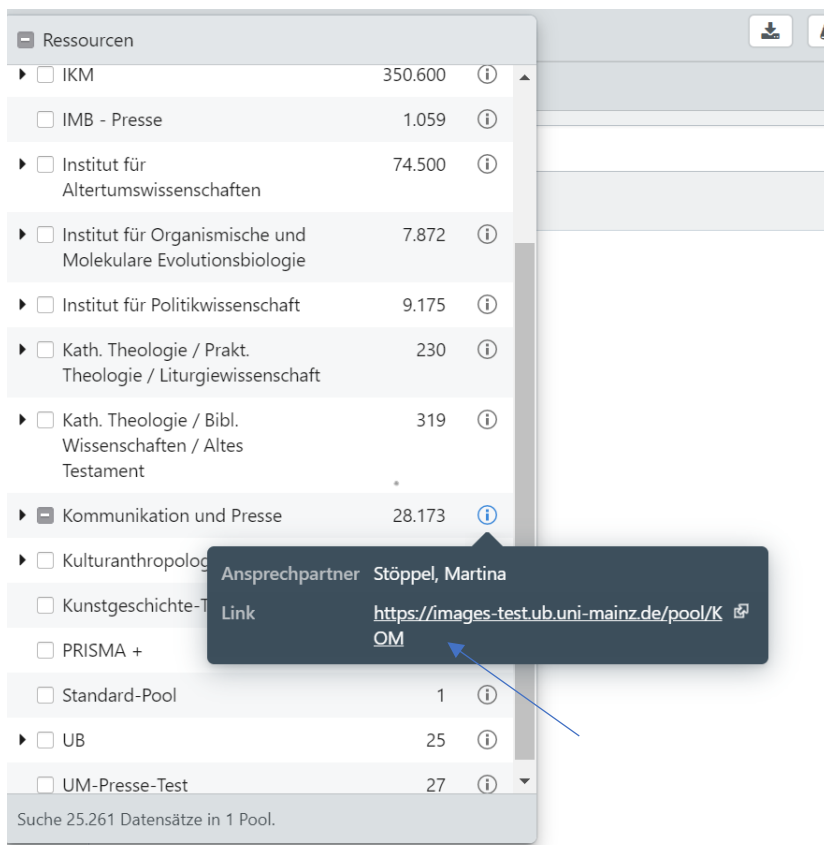 Ressourcen
IKM 350.600
IMB - Presse 1.059
Institut für 74.500
Altertumswissenschaften
Institut für Organismische und 7.872
Molekulare Evolutionsbiologie
Institut für Politikwissenschaft 9.175
Kath. Theologie / Prakt. 230
Theologie / Liturgiewissenschaft
Kath. Theologie / Bibl. 319
Wissenschaften / Altes
Testament
Kommunikation und Presse 28.173
Kulturanthropolog
Ansprechpartner Stöppel, Martina
Kunstgeschichte-T
Link https://images-test.ub.uni-mainz.de/pool/K
OM
PRISMA +
Standard-Pool 1
UB 25
UM-Presse-Test 27
Suche 25.261 Datensätze in 1 Pool.